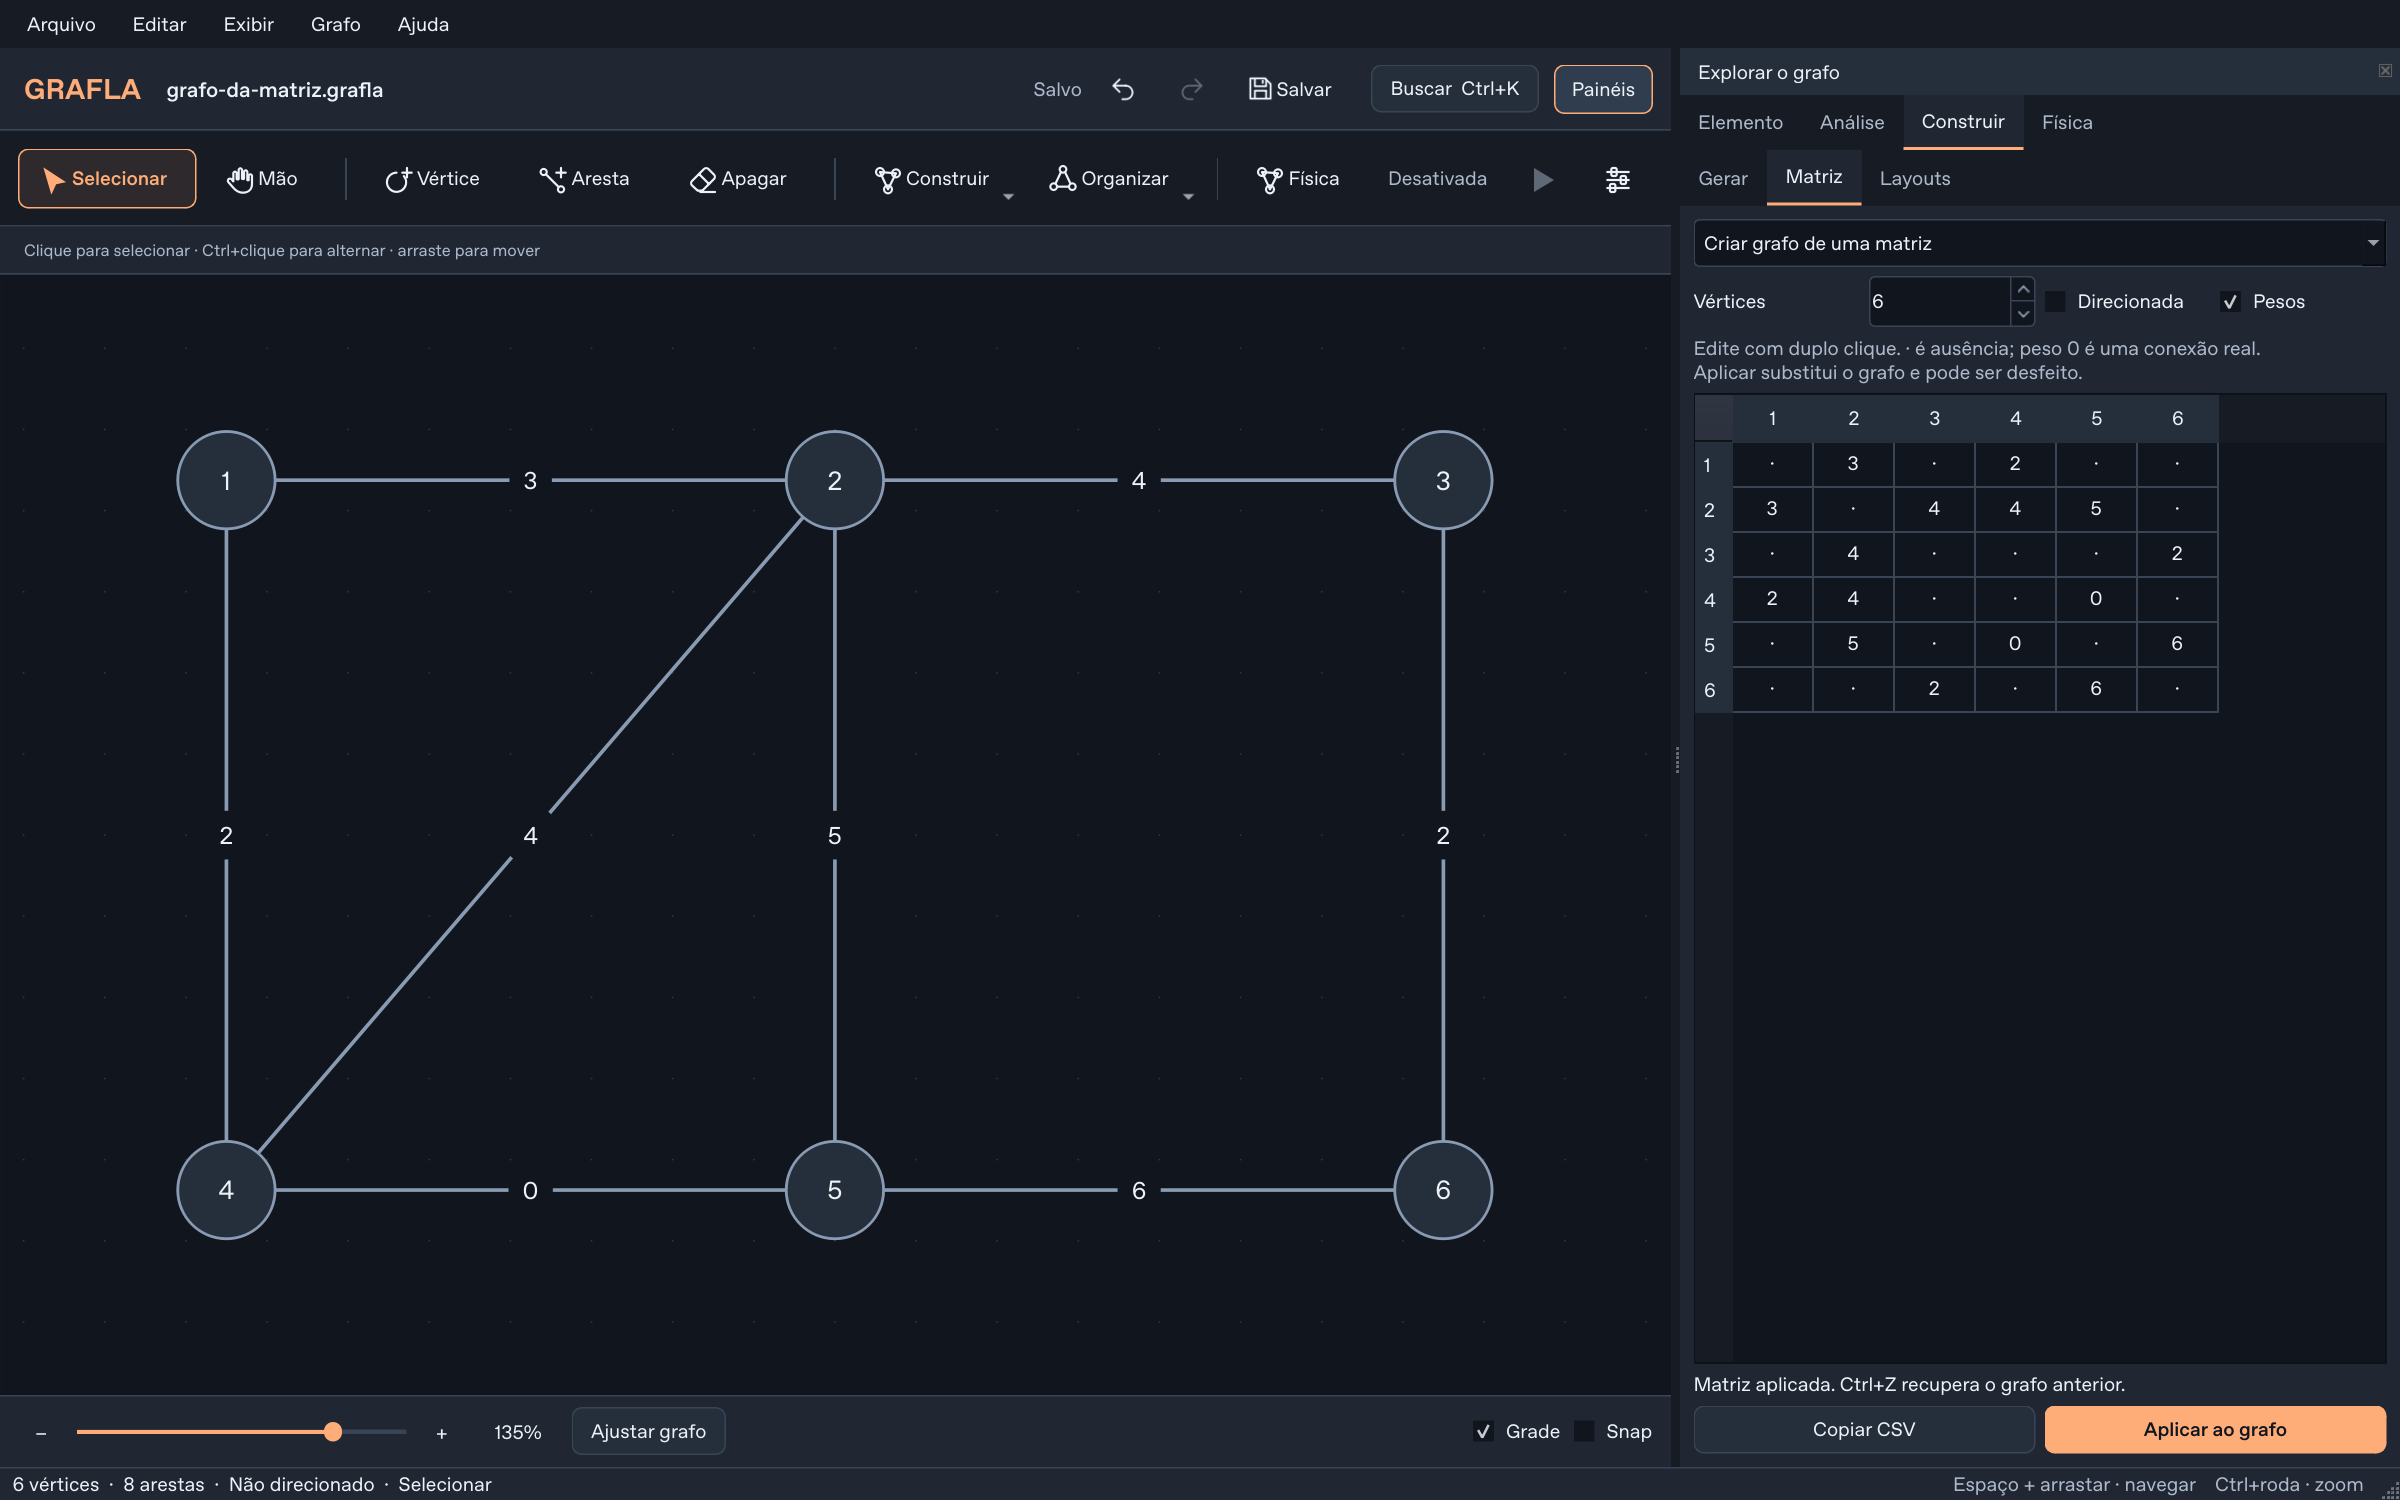 Arquivo Editar Exibir Grafo Ajuda
GRAFLA grafo-da-matriz.grafla Salvo Salvar Buscar Ctrl+K Painéis
Selecionar Mão Vértice Aresta Apagar Construir Organizar Física Desativada
Clique para selecionar · Ctrl+clique para alternar · arraste para mover
1 3 2 4 3
2 4 5 2
4 0 5 6 6
− + 135% Ajustar grafo Grade Snap
6 vértices · 8 arestas · Não direcionado · Selecionar
Explorar o grafo
Elemento Análise Construir Física
Gerar Matriz Layouts
Criar grafo de uma matriz
Vértices 6 Direcionada Pesos
Edite com duplo clique. · é ausência; peso 0 é uma conexão real.
Aplicar substitui o grafo e pode ser desfeito.
1 2 3 4 5 6
1 · 3 · 2 · ·
2 3 · 4 4 5 ·
3 · 4 · · · 2
4 2 4 · · 0 ·
5 · 5 · 0 · 6
6 · · 2 · 6 ·
Matriz aplicada. Ctrl+Z recupera o grafo anterior.
Copiar CSV Aplicar ao grafo
Espaço + arrastar · navegar Ctrl+roda · zoom